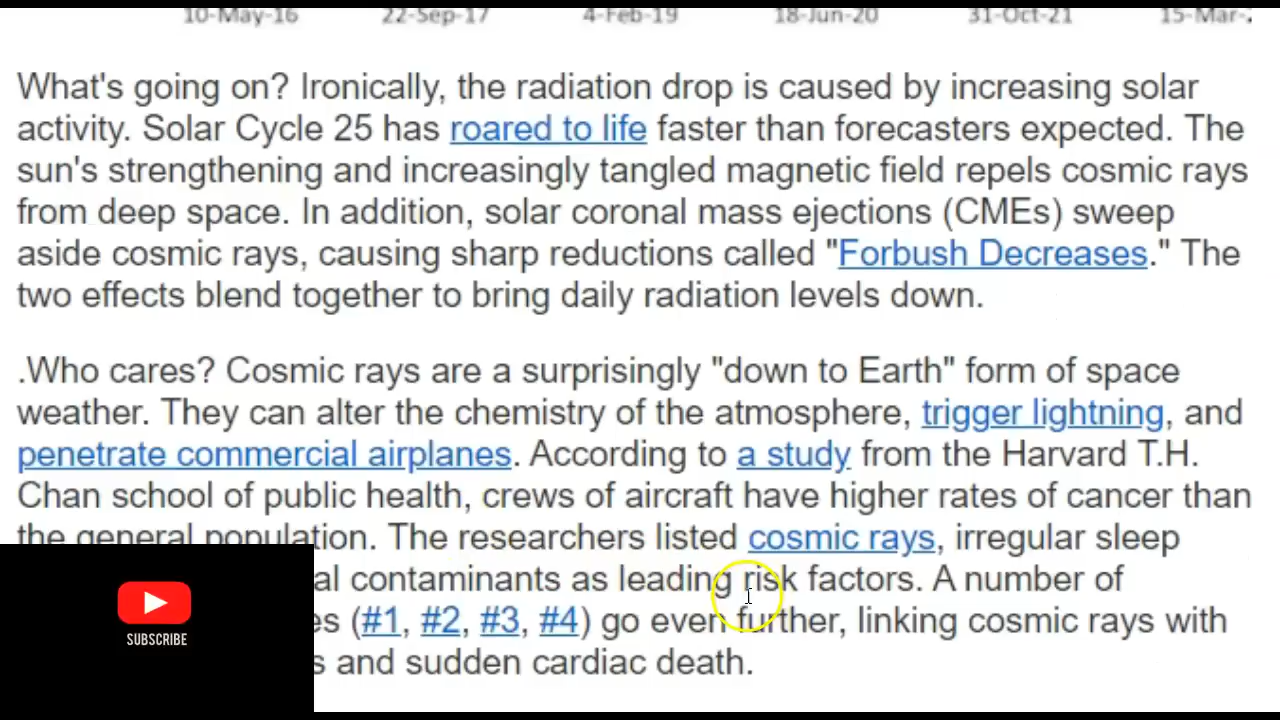 10-May-16 22-Sep-17 4-Feb-19 18-Jun-20 31-Oct-21 15-Mar-
What's going on? Ironically, the radiation drop is caused by increasing solar
activity. Solar Cycle 25 has roared to life faster than forecasters expected. The
sun's strengthening and increasingly tangled magnetic field repels cosmic rays
from deep space. In addition, solar coronal mass ejections (CMEs) sweep
aside cosmic rays, causing sharp reductions called "Forbush Decreases." The
two effects blend together to bring daily radiation levels down.
.Who cares? Cosmic rays are a surprisingly "down to Earth" form of space
weather. They can alter the chemistry of the atmosphere, trigger lightning, and
penetrate commercial airplanes. According to a study from the Harvard T.H.
Chan school of public health, crews of aircraft have higher rates of cancer than
the general population. The researchers listed cosmic rays, irregular sleep
al contaminants as leading risk factors. A number of
es (#1, #2, #3, #4) go even further, linking cosmic rays with
s and sudden cardiac death.
SUBSCRIBE